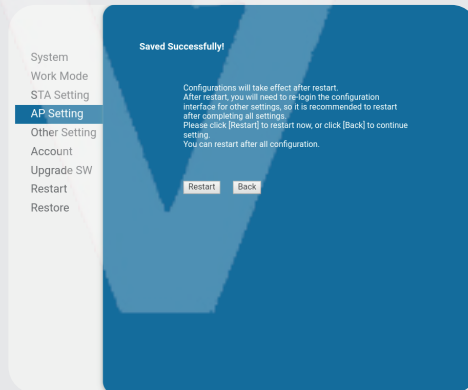 Saved Successfully!
System
Work Mode
STA Setting
AP Setting
Other Setting
Account
Upgrade SW
Restart
Restore
Configurations will take effect after restart.
After restart, you will need to re-login the configuration
interface for other settings, so it is recommended to restart
after completing all settings.
Please click [Restart] to restart now, or click [Back] to continue
setting.
You can restart after all configuration.
Restart Back